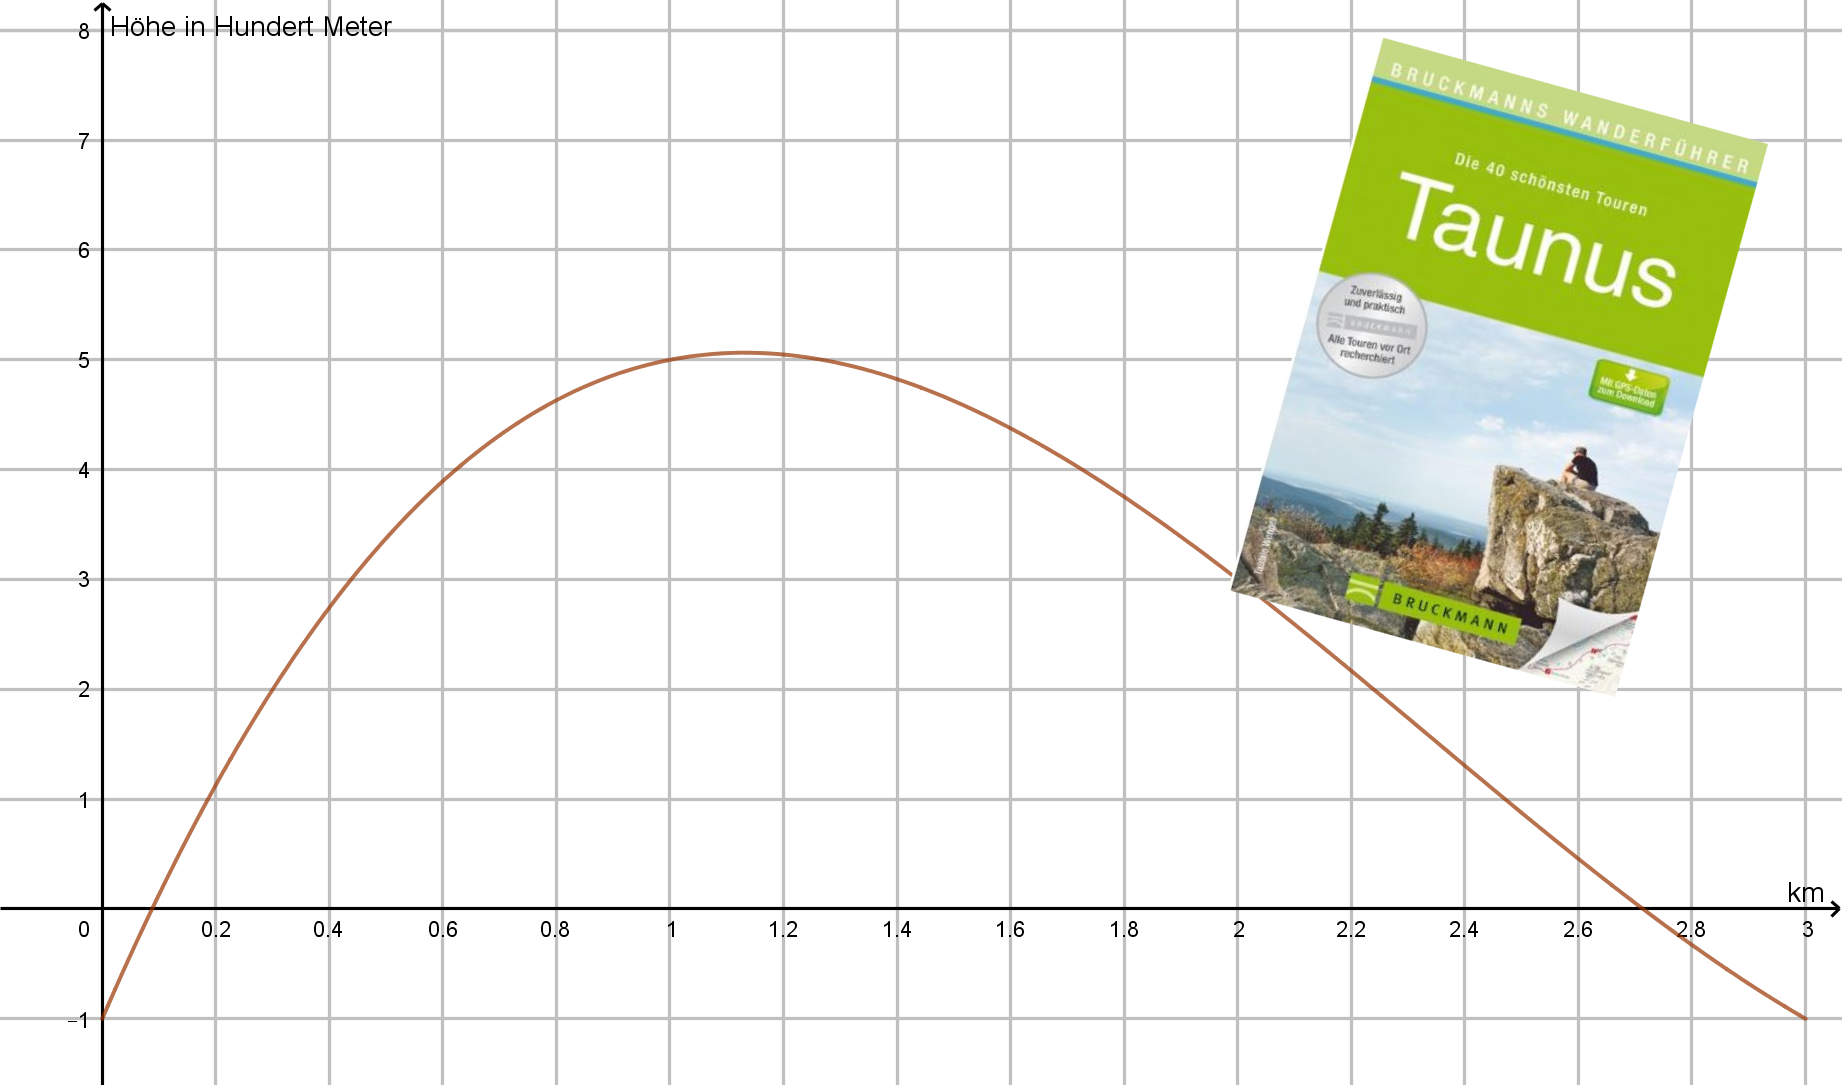 Höhe in Hundert Meter
8
7
6
5
4
3
2
1
0
−1
0.2
0.4
0.6
0.8
1
1.2
1.4
1.6
1.8
2
2.2
2.4
2.6
2.8
3
km
BRUCKMANNS WANDERFÜHRER
Die 40 schönsten Touren
Taunus
Zuverlässig
und praktisch
BRUCKMANN
Alle Touren vor Ort
recherchiert
Mit GPS-Daten
zum Download
BRUCKMANN